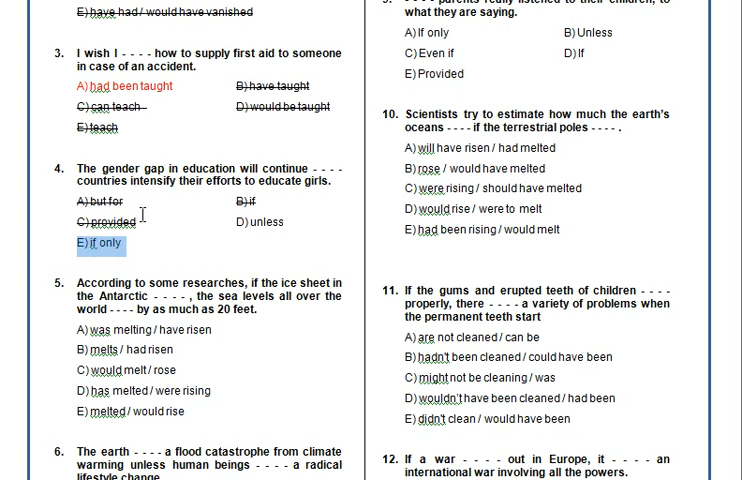 E) have had / would have vanished
3. I wish I - - - - how to supply first aid to someone
in case of an accident.
A) had been taught B) have taught
C) can teach D) would be taught
E) teach
4. The gender gap in education will continue - - - -
countries intensify their efforts to educate girls.
A) but for B) if
C) provided D) unless
E) if only
5. According to some researches, if the ice sheet in
the Antarctic - - - - , the sea levels all over the
world - - - - by as much as 20 feet.
A) was melting / have risen
B) melts / had risen
C) would melt / rose
D) has melted / were rising
E) melted / would rise
6. The earth - - - - a flood catastrophe from climate
warming unless human beings - - - - a radical
lifestyle change
parents really listened to their children, to
what they are saying.
A) If only B) Unless
C) Even if D) If
E) Provided
10. Scientists try to estimate how much the earth's
oceans - - - - if the terrestrial poles - - - - .
A) will have risen / had melted
B) rose / would have melted
C) were rising / should have melted
D) would rise / were to melt
E) had been rising / would melt
11. If the gums and erupted teeth of children - - - -
properly, there - - - - a variety of problems when
the permanent teeth start
A) are not cleaned / can be
B) hadn't been cleaned / could have been
C) might not be cleaning / was
D) wouldn't have been cleaned / had been
E) didn't clean / would have been
12. If a war - - - - out in Europe, it - - - - an
international war involving all the powers.